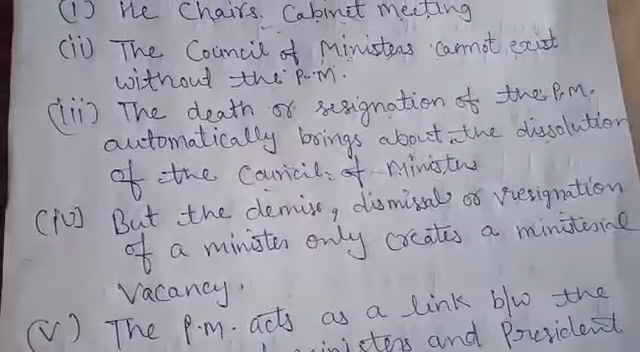 (i) He Chairs. Cabinet meeting
(ii) The Council of Ministers cannot exist
without the P.M.
(iii) The death or resignation of the P.M.
automatically brings about the dissolution
of the Council of Ministers
(iv) But the demise, dismissal or resignation
of a minister only creates a ministerial
Vacancy.
(v) The P.M. acts as a link b/w the
ministers and President